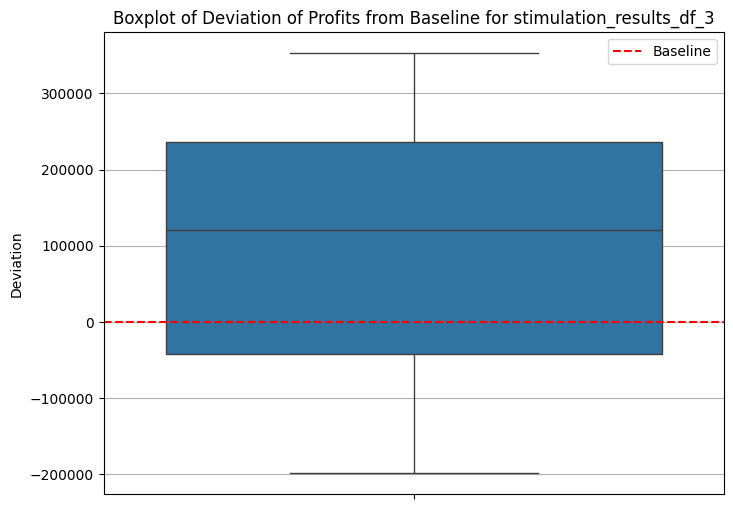 Boxplot of Deviation of Profits from Baseline for stimulation_results_df_3
Baseline
300000
200000
100000
0
−100000
−200000
Deviation